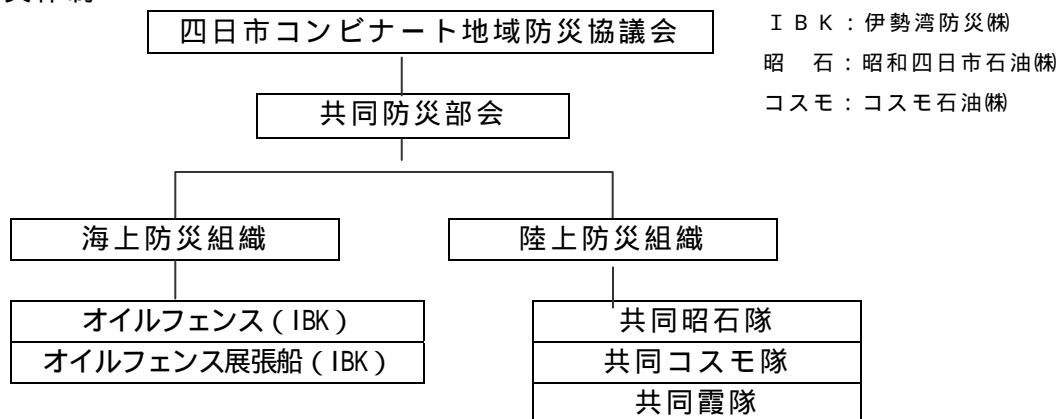 四日市コンビナート地域防災協議会
ＩＢＫ：伊勢湾防災㈱
昭　石：昭和四日市石油㈱
コスモ：コスモ石油㈱
共同防災部会
海上防災組織
陸上防災組織
オイルフェンス（IBK）
オイルフェンス展張船（IBK）
共同昭石隊
共同コスモ隊
共同霞隊